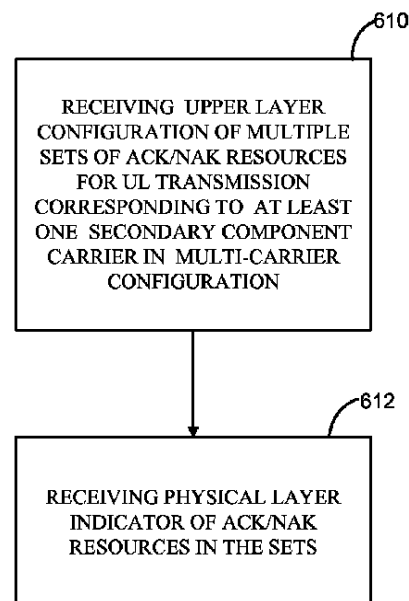 610
RECEIVING UPPER LAYER
CONFIGURATION OF MULTIPLE
SETS OF ACK/NAK RESOURCES
FOR UL TRANSMISSION
CORRESPONDING TO AT LEAST
ONE SECONDARY COMPONENT
CARRIER IN MULTI-CARRIER
CONFIGURATION
612
RECEIVING PHYSICAL LAYER
INDICATOR OF ACK/NAK
RESOURCES IN THE SETS